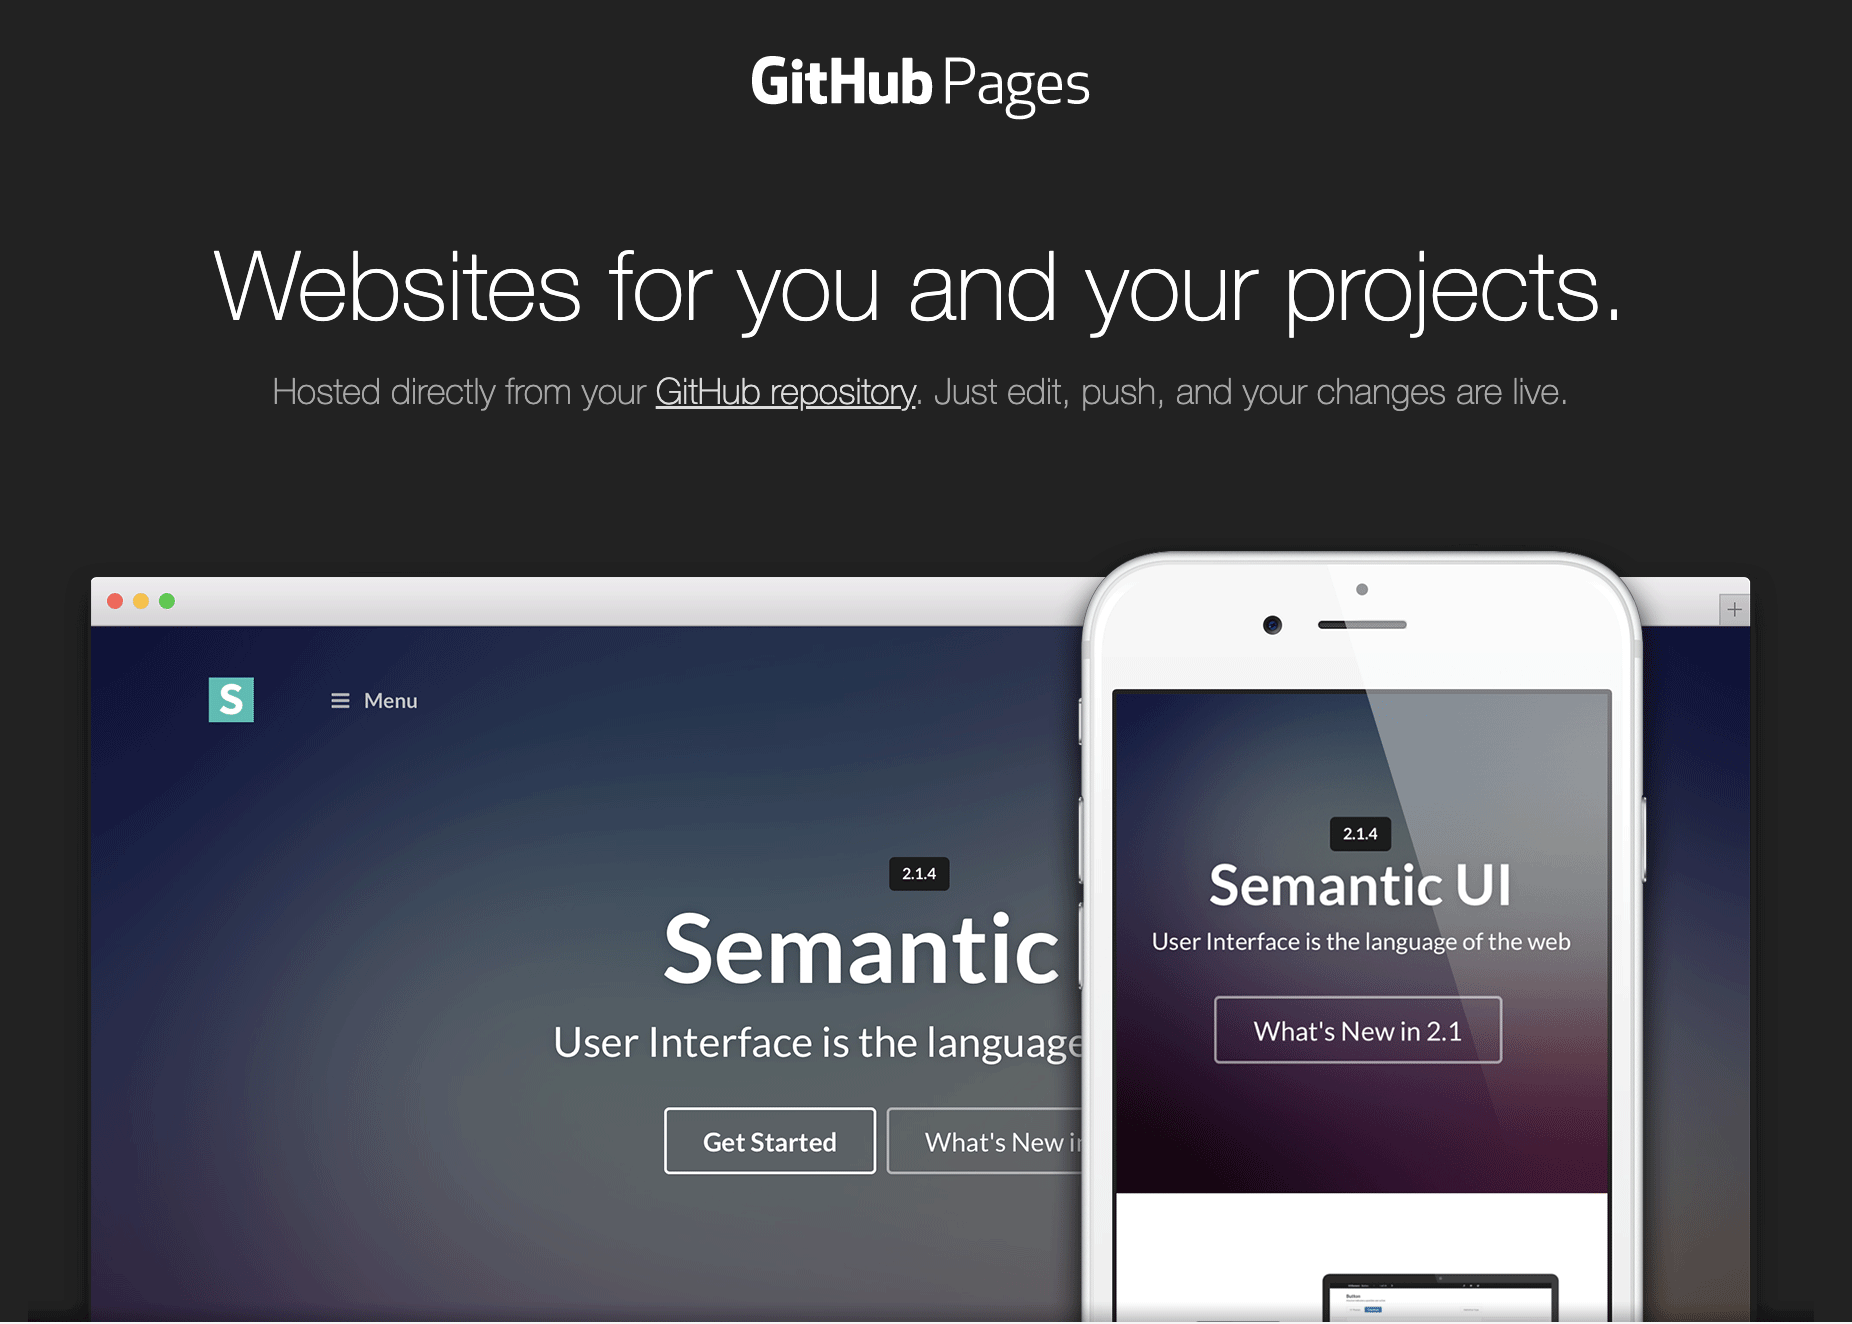 GitHub Pages
Websites for you and your projects.
Hosted directly from your GitHub repository. Just edit, push, and your changes are live.
S
Menu
2.1.4
Semantic
User Interface is the language
Get Started
What's New in
2.1.4
Semantic UI
User Interface is the language of the web
What's New in 2.1
Button